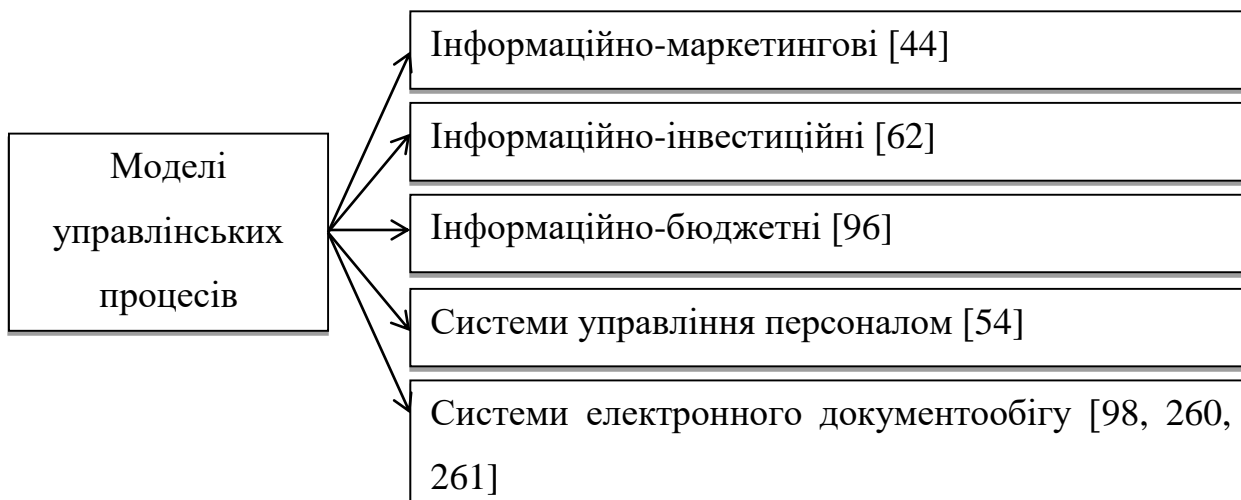 Моделі
управлінських
процесів
Інформаційно-маркетингові [44]
Інформаційно-інвестиційні [62]
Інформаційно-бюджетні [96]
Системи управління персоналом [54]
Системи електронного документообігу [98, 260,
261]